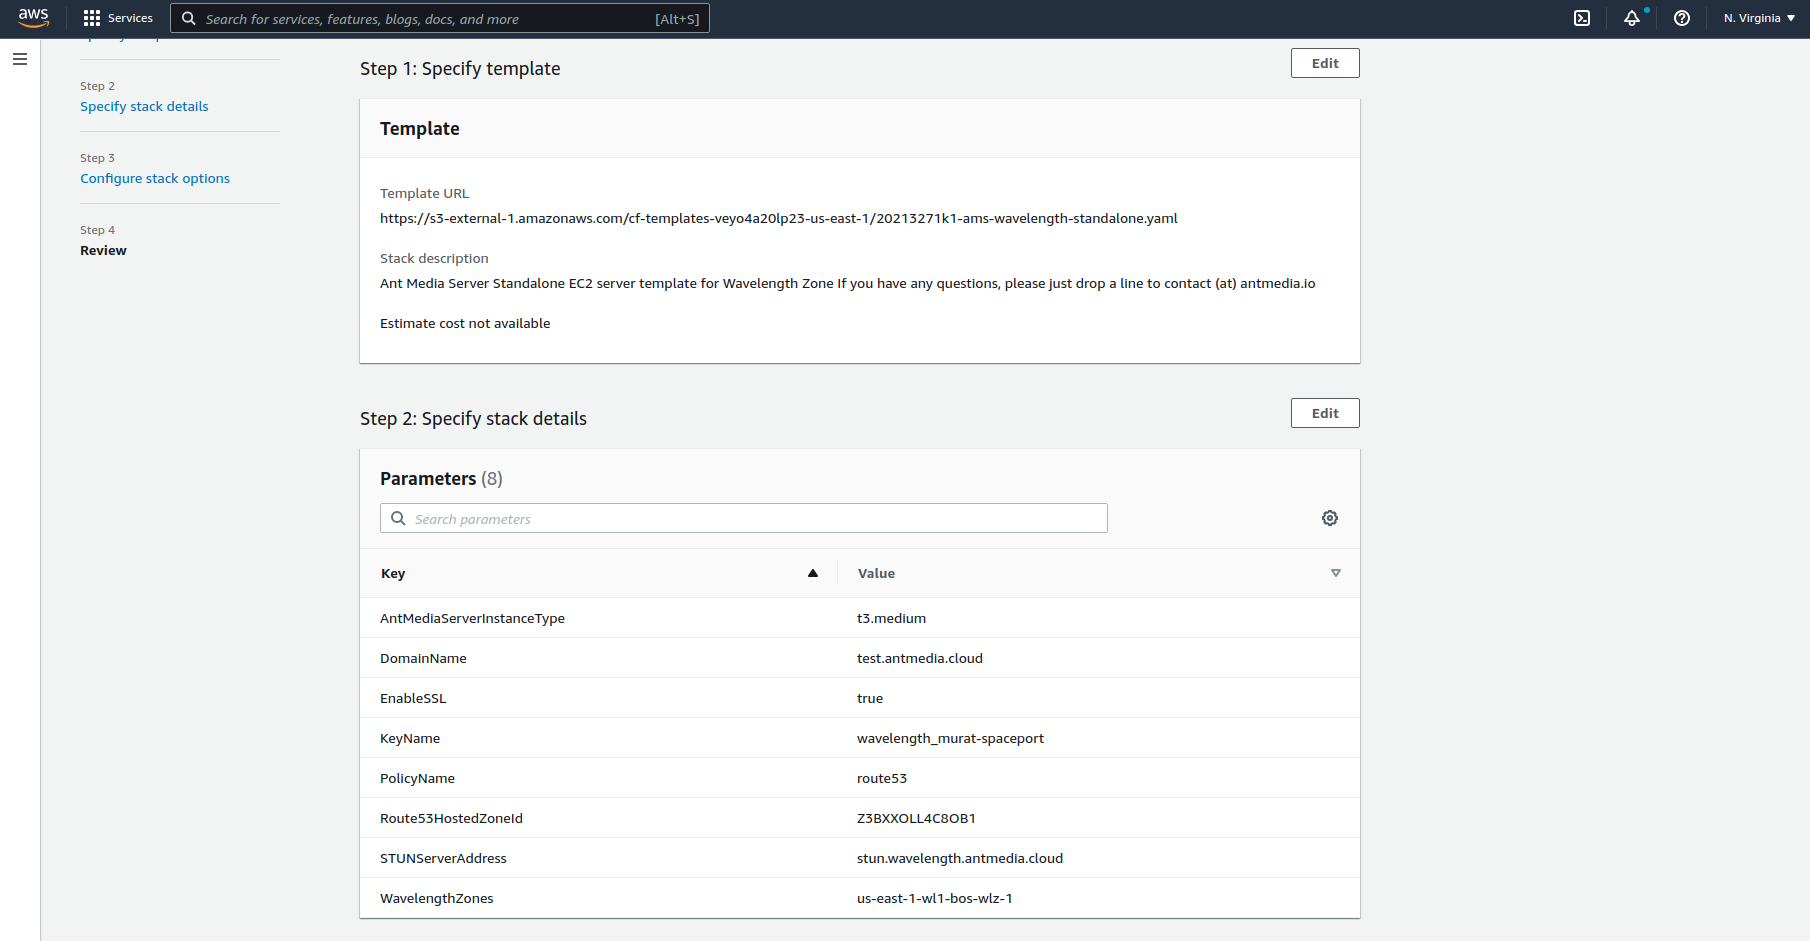 aws Services Search for services, features, blogs, docs, and more [Alt+S] N. Virginia
Step 2
Specify stack details
Step 3
Configure stack options
Step 4
Review
Step 1: Specify template
Edit
Template
Template URL
https://s3-external-1.amazonaws.com/cf-templates-veyo4a20lp23-us-east-1/20213271k1-ams-wavelength-standalone.yaml
Stack description
Ant Media Server Standalone EC2 server template for Wavelength Zone If you have any questions, please just drop a line to contact (at) antmedia.io
Estimate cost not available
Step 2: Specify stack details
Edit
Parameters (8)
Search parameters
Key Value
AntMediaServerInstanceType t3.medium
DomainName test.antmedia.cloud
EnableSSL true
KeyName wavelength_murat-spaceport
PolicyName route53
Route53HostedZoneId Z3BXXOLL4C8OB1
STUNServerAddress stun.wavelength.antmedia.cloud
WavelengthZones us-east-1-wl1-bos-wlz-1